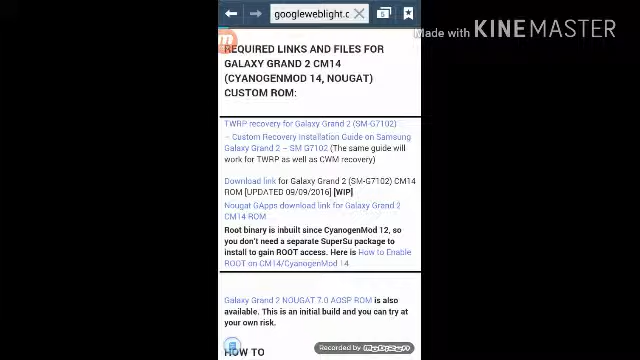 googleweblight.c
5
Made with KINEMASTER
REQUIRED LINKS AND FILES FOR
GALAXY GRAND 2 CM14
(CYANOGENMOD 14, NOUGAT)
CUSTOM ROM:
TWRP recovery for Galaxy Grand 2 (SM-G7102)
– Custom Recovery Installation Guide on Samsung
Galaxy Grand 2 – SM G7102 (The same guide will
work for TWRP as well as CWM recovery)
Download link for Galaxy Grand 2 (SM-G7102) CM14
ROM [UPDATED 09/09/2016] [WIP]
Nougat GApps download link for Galaxy Grand 2
CM14 ROM
Root binary is inbuilt since CyanogenMod 12, so
you don't need a separate SuperSu package to
install to gain ROOT access. Here is How to Enable
ROOT on CM14/CyanogenMod 14
Galaxy Grand 2 NOUGAT 7.0 AOSP ROM is also
available. This is an initial build and you can try at
your own risk.
HOW TO
Recorded by Mobizen